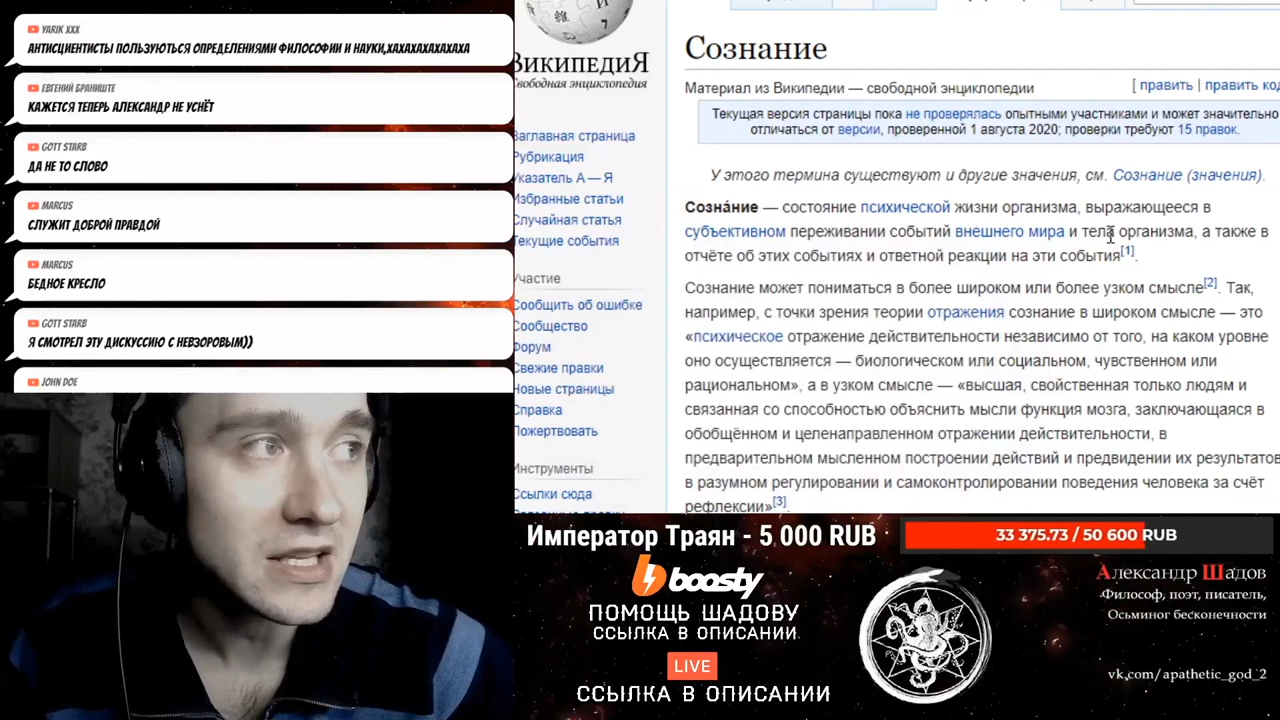 YARIK XXX
АНТИСЦИЕНТИСТЫ ПОЛЬЗУЮТЬСЯ ОПРЕДЕЛЕНИЯМИ ФИЛОСОФИИ И НАУКИ,ХАХАХАХАХАХАХА
ЕВГЕНИЙ БРАНИШТЕ
КАЖЕТСЯ ТЕПЕРЬ АЛЕКСАНДР НЕ УСНЁТ
GOTT STARB
ДА НЕ ТО СЛОВО
MARCUS
СЛУЖИТ ДОБРОЙ ПРАВДОЙ
MARCUS
БЕДНОЕ КРЕСЛО
GOTT STARB
Я СМОТРЕЛ ЭТУ ДИСКУССИЮ С НЕВЗОРОВЫМ))
JOHN DOE
ВИКИПЕДИЯ
Свободная энциклопедия
Заглавная страница
Рубрикация
Указатель А — Я
Избранные статьи
Случайная статья
Текущие события
Участие
Сообщить об ошибке
Сообщество
Форум
Свежие правки
Новые страницы
Справка
Пожертвовать
Инструменты
Ссылки сюда
Сознание
Материал из Википедии — свободной энциклопедии
[ править | править код
Текущая версия страницы пока не проверялась опытными участниками и может значительно
отличаться от версии, проверенной 1 августа 2020; проверки требуют 15 правок.
У этого термина существуют и другие значения, см. Сознание (значения).
Созна́ние — состояние психической жизни организма, выражающееся в
субъективном переживании событий внешнего мира и тела организма, а также в
отчёте об этих событиях и ответной реакции на эти события[1].
Сознание может пониматься в более широком или более узком смысле[2]. Так,
например, с точки зрения теории отражения сознание в широком смысле — это
«психическое отражение действительности независимо от того, на каком уровне
оно осуществляется — биологическом или социальном, чувственном или
рациональном», а в узком смысле — «высшая, свойственная только людям и
связанная со способностью объяснить мысли функция мозга, заключающаяся в
обобщённом и целенаправленном отражении действительности, в
предварительном мысленном построении действий и предвидении их результатов
в разумном регулировании и самоконтролировании поведения человека за счёт
рефлексии»[3].
Император Траян - 5 000 RUB
33 375.73 / 50 600 RUB
boosty
ПОМОЩЬ ШАДОВУ
ССЫЛКА В ОПИСАНИИ
LIVE
ССЫЛКА В ОПИСАНИИ
Александр Шадов
Философ, поэт, писатель,
Осьминог бесконечности
vk.com/apathetic_god_2